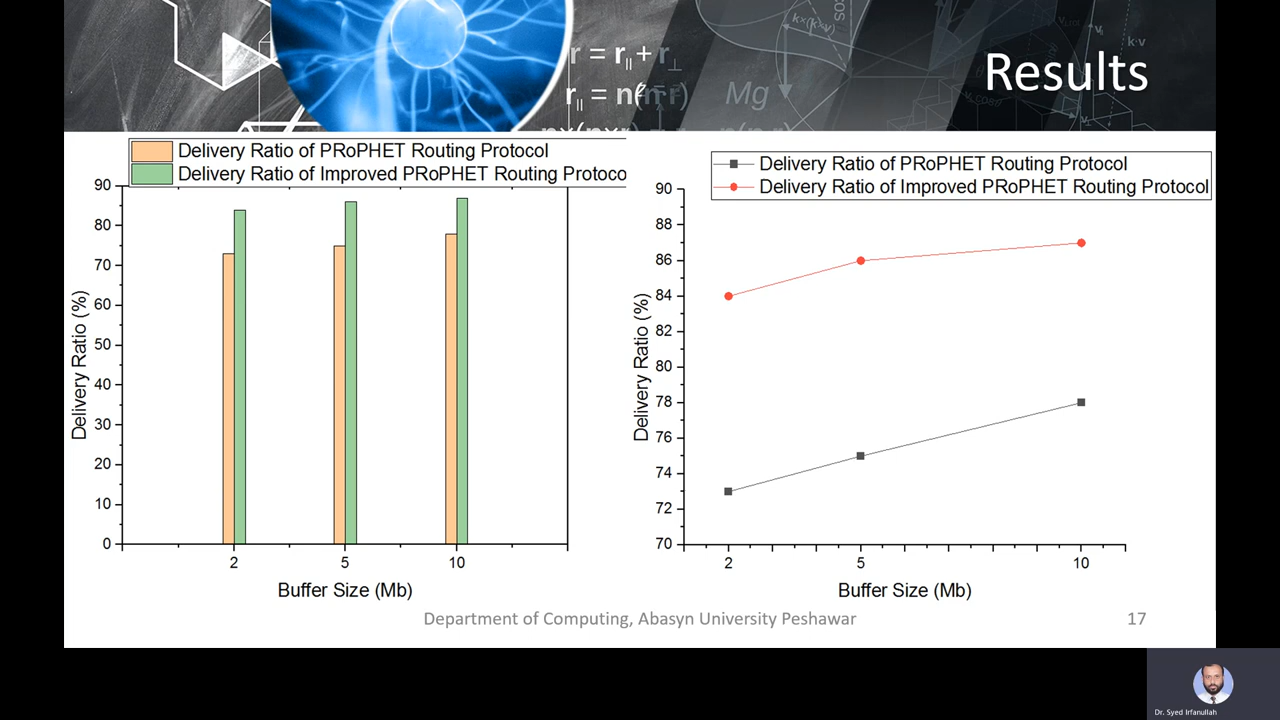 r = r∥ + r⊥
r∥ = n(
Mg
k×(k×v)
k·v
Results
Delivery Ratio of PRoPHET Routing Protocol
Delivery Ratio of Improved PRoPHET Routing Protoco
90
80
70
60
50
40
30
20
10
0
Delivery Ratio (%)
2 5 10
Buffer Size (Mb)
Delivery Ratio of PRoPHET Routing Protocol
Delivery Ratio of Improved PRoPHET Routing Protocol
90
88
86
84
82
80
78
76
74
72
70
Delivery Ratio (%)
2 5 10
Buffer Size (Mb)
Department of Computing, Abasyn University Peshawar
17
Dr. Syed Irfanullah